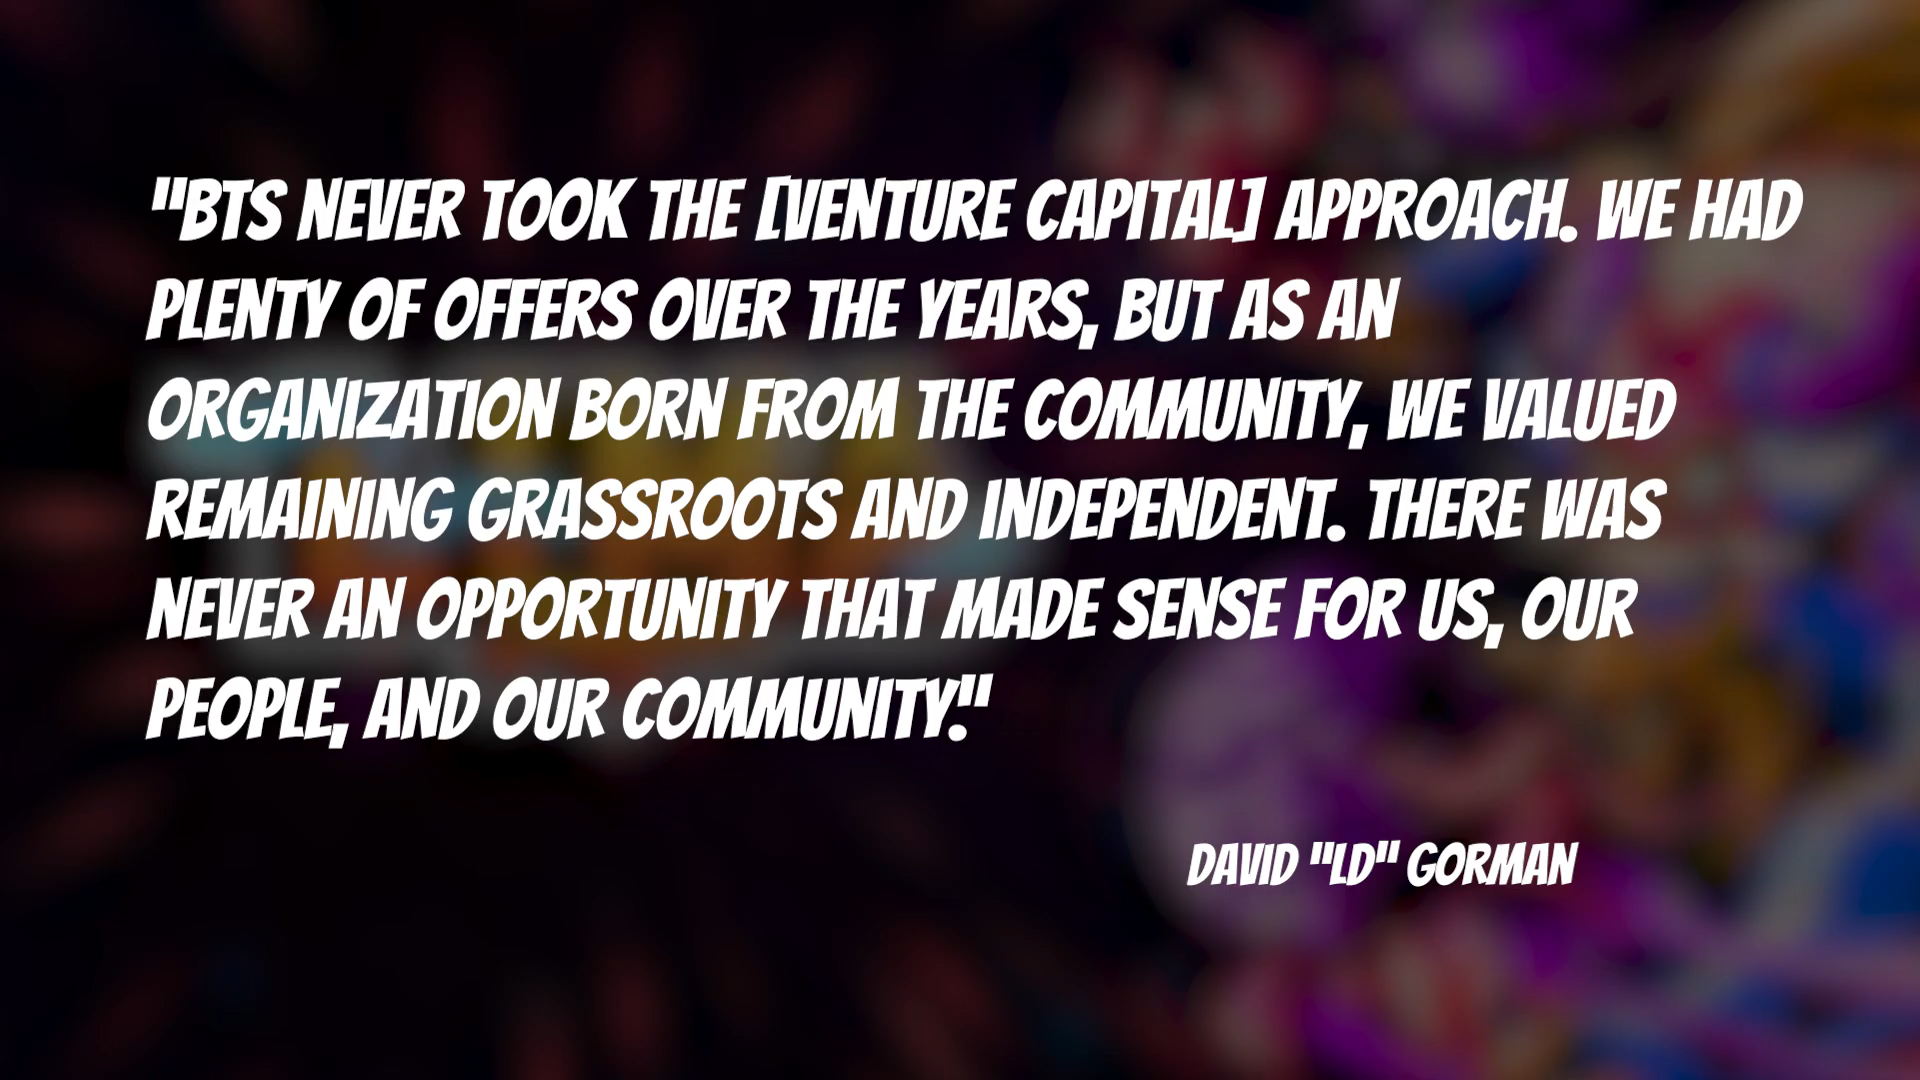 "BTS NEVER TOOK THE [VENTURE CAPITAL] APPROACH. WE HAD
PLENTY OF OFFERS OVER THE YEARS, BUT AS AN
ORGANIZATION BORN FROM THE COMMUNITY, WE VALUED
REMAINING GRASSROOTS AND INDEPENDENT. THERE WAS
NEVER AN OPPORTUNITY THAT MADE SENSE FOR US, OUR
PEOPLE, AND OUR COMMUNITY."
DAVID "LD" GORMAN